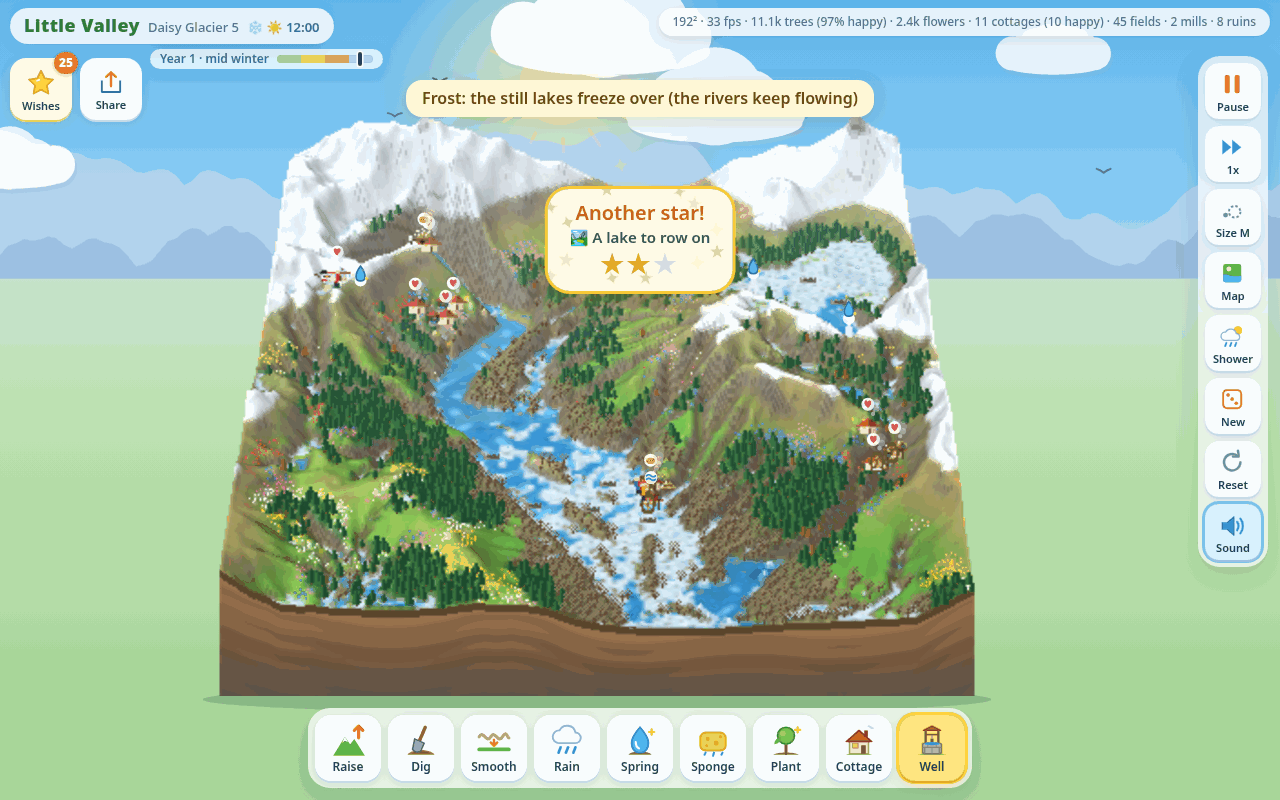 Little Valley Daisy Glacier 5 ❄️ ☀️ 12:00
192² · 33 fps · 11.1k trees (97% happy) · 2.4k flowers · 11 cottages (10 happy) · 45 fields · 2 mills · 8 ruins
Year 1 · mid winter
25
Wishes
Share
Frost: the still lakes freeze over (the rivers keep flowing)
Another star!
A lake to row on
Pause
1x
Size M
Map
Shower
New
Reset
Sound
Raise
Dig
Smooth
Rain
Spring
Sponge
Plant
Cottage
Well